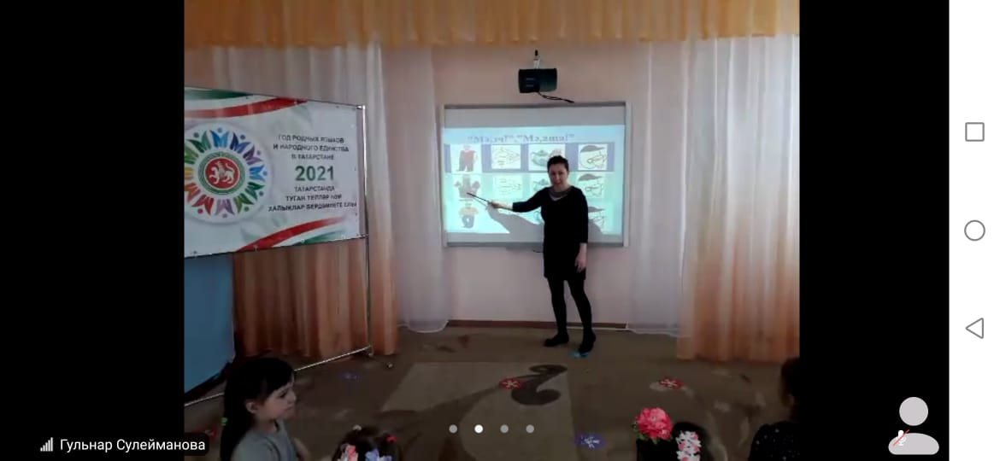 ГОД РОДНЫХ ЯЗЫКОВ
И НАРОДНОГО ЕДИНСТВА
В ТАТАРСТАНЕ
2021
ТАТАРСТАНДА
ТУГАН ТЕЛЛӘР ҺӘМ
ХАЛЫКЛАР БЕРДӘМЛЕГЕ ЕЛЫ
Гульнар Сулейманова